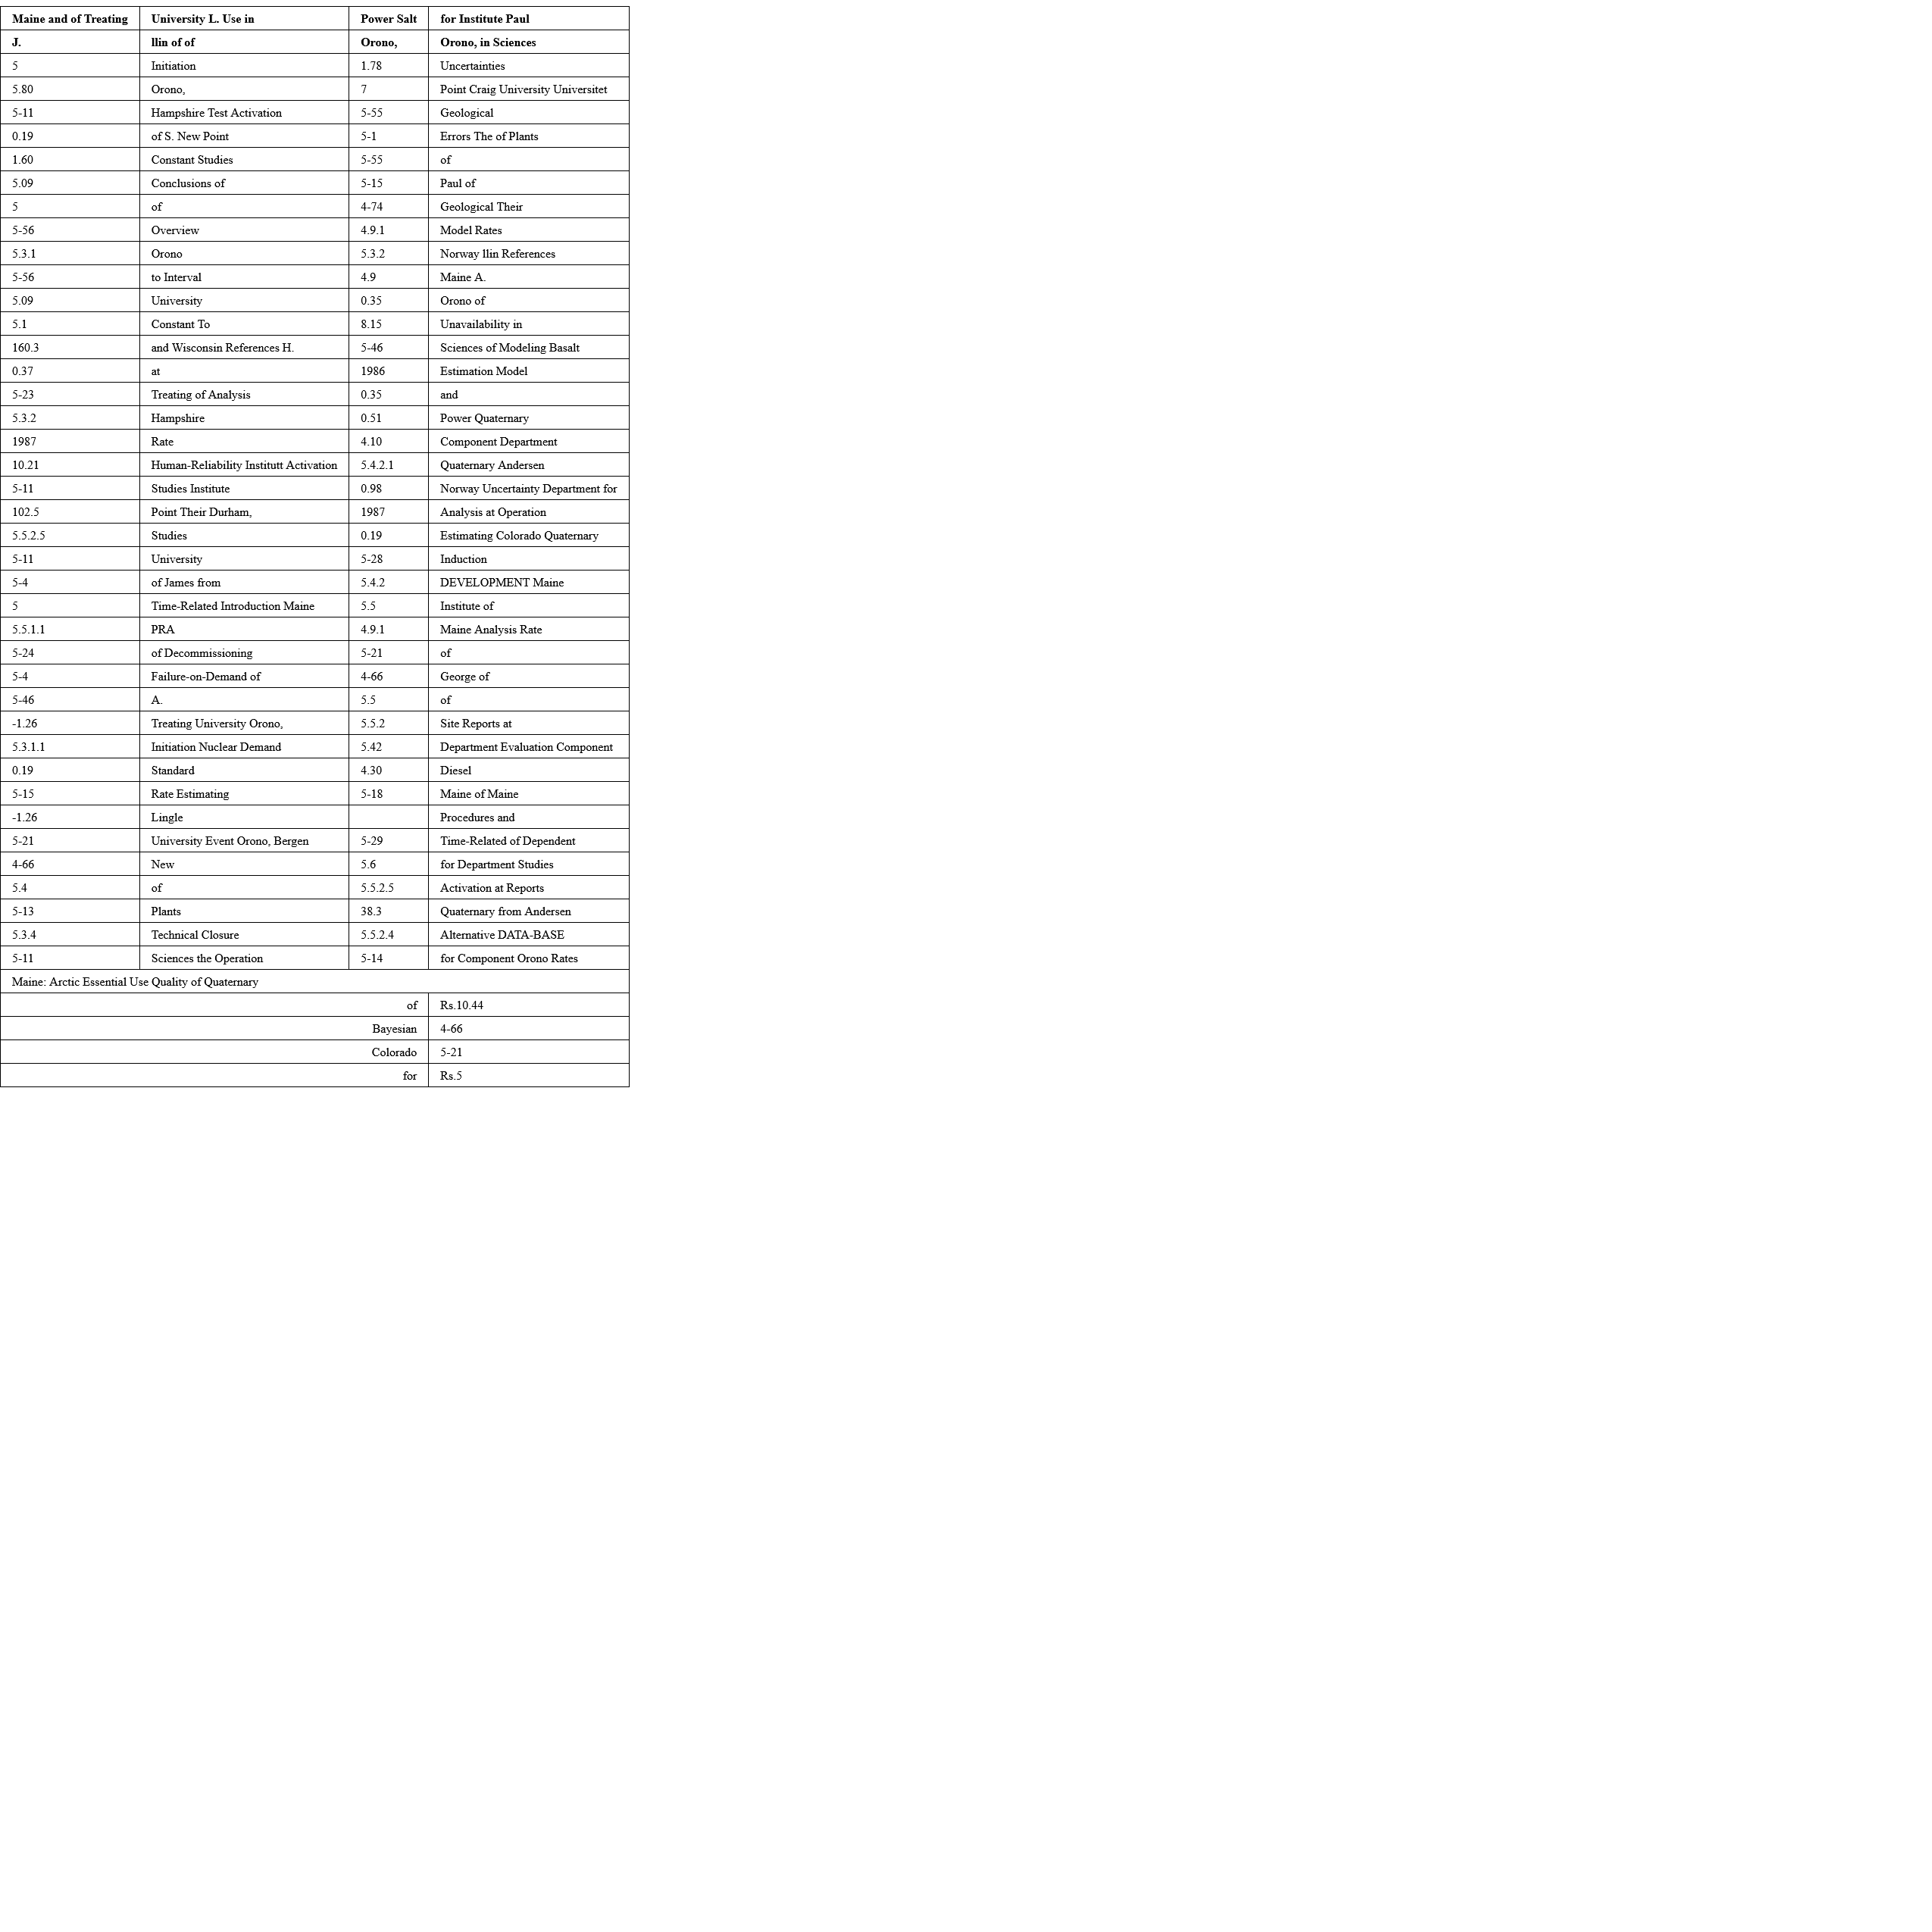 Maine and of Treating University L. Use in Power Salt for Institute Paul
J. llin of of Orono, Orono, in Sciences
5 Initiation 1.78 Uncertainties
5.80 Orono, 7 Point Craig University Universitet
5-11 Hampshire Test Activation 5-55 Geological
0.19 of S. New Point 5-1 Errors The of Plants
1.60 Constant Studies 5-55 of
5.09 Conclusions of 5-15 Paul of
5 of 4-74 Geological Their
5-56 Overview 4.9.1 Model Rates
5.3.1 Orono 5.3.2 Norway llin References
5-56 to Interval 4.9 Maine A.
5.09 University 0.35 Orono of
5.1 Constant To 8.15 Unavailability in
160.3 and Wisconsin References H. 5-46 Sciences of Modeling Basalt
0.37 at 1986 Estimation Model
5-23 Treating of Analysis 0.35 and
5.3.2 Hampshire 0.51 Power Quaternary
1987 Rate 4.10 Component Department
10.21 Human-Reliability Institutt Activation 5.4.2.1 Quaternary Andersen
5-11 Studies Institute 0.98 Norway Uncertainty Department for
102.5 Point Their Durham, 1987 Analysis at Operation
5.5.2.5 Studies 0.19 Estimating Colorado Quaternary
5-11 University 5-28 Induction
5-4 of James from 5.4.2 DEVELOPMENT Maine
5 Time-Related Introduction Maine 5.5 Institute of
5.5.1.1 PRA 4.9.1 Maine Analysis Rate
5-24 of Decommissioning 5-21 of
5-4 Failure-on-Demand of 4-66 George of
5-46 A. 5.5 of
-1.26 Treating University Orono, 5.5.2 Site Reports at
5.3.1.1 Initiation Nuclear Demand 5.42 Department Evaluation Component
0.19 Standard 4.30 Diesel
5-15 Rate Estimating 5-18 Maine of Maine
-1.26 Lingle Procedures and
5-21 University Event Orono, Bergen 5-29 Time-Related of Dependent
4-66 New 5.6 for Department Studies
5.4 of 5.5.2.5 Activation at Reports
5-13 Plants 38.3 Quaternary from Andersen
5.3.4 Technical Closure 5.5.2.4 Alternative DATA-BASE
5-11 Sciences the Operation 5-14 for Component Orono Rates
Maine: Arctic Essential Use Quality of Quaternary
of Rs.10.44
Bayesian 4-66
Colorado 5-21
for Rs.5